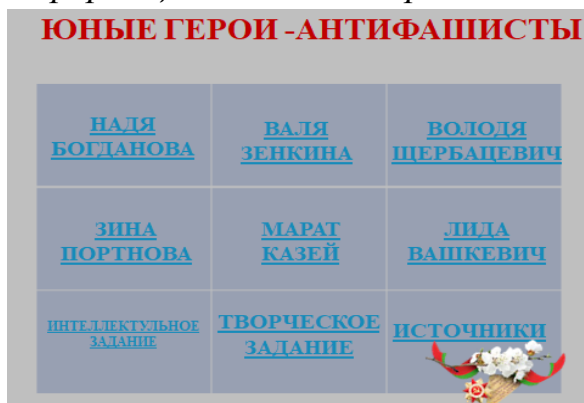 ЮНЫЕ ГЕРОИ -АНТИФАШИСТЫ
НАДЯ
БОГДАНОВА
ВАЛЯ
ЗЕНКИНА
ВОЛОДЯ
ЩЕРБАЦЕВИЧ
ЗИНА
ПОРТНОВА
МАРАТ
КАЗЕЙ
ЛИДА
ВАШКЕВИЧ
ИНТЕЛЛЕКТУЛЬНОЕ
ЗАДАНИЕ
ТВОРЧЕСКОЕ
ЗАДАНИЕ
ИСТОЧНИКИ